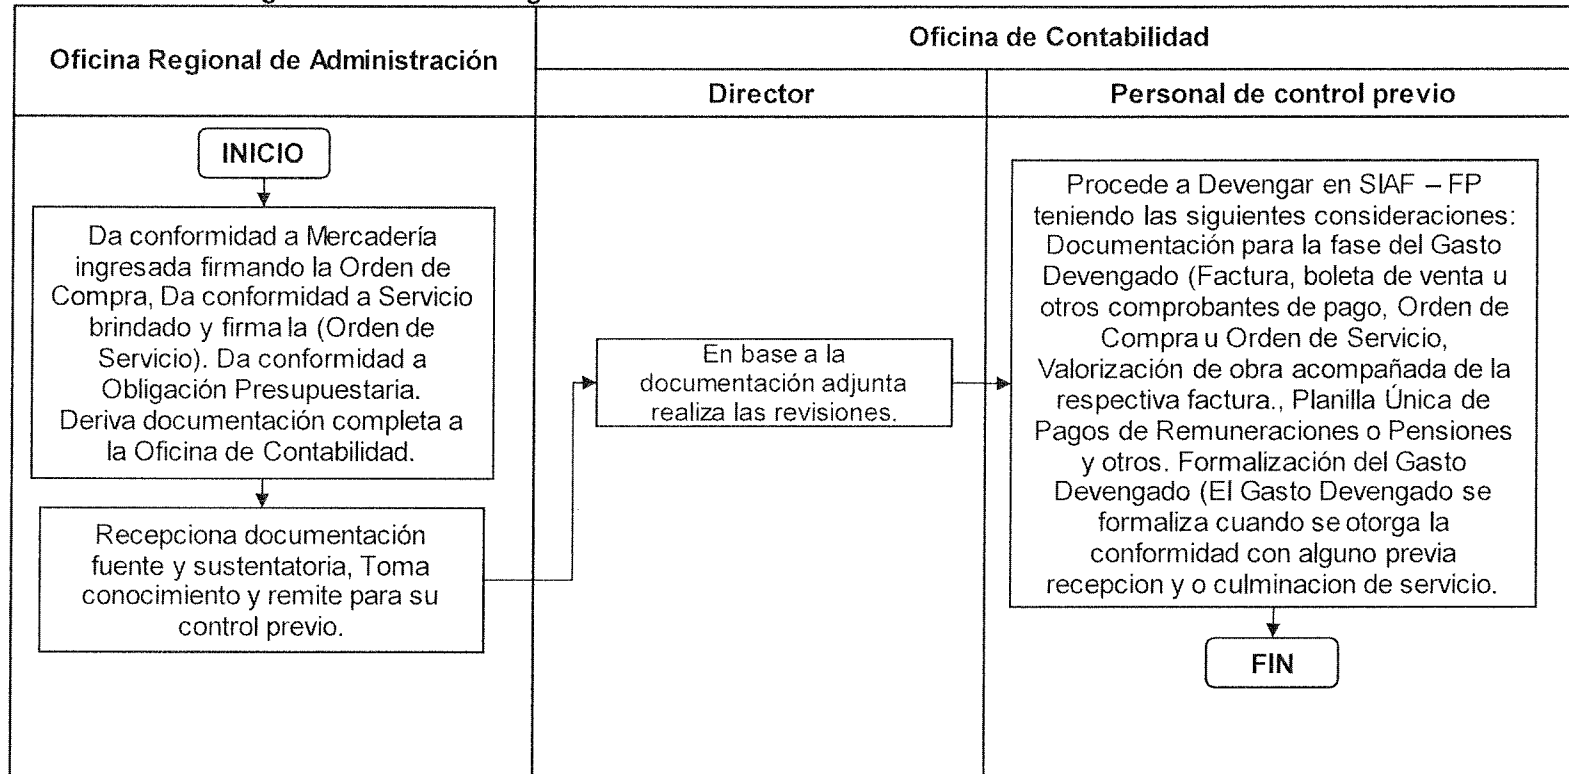 Oficina Regional de Administración
Oficina de Contabilidad
Director
Personal de control previo
INICIO
Da conformidad a Mercadería
ingresada firmando la Orden de
Compra, Da conformidad a Servicio
brindado y firma la (Orden de
Servicio). Da conformidad a
Obligación Presupuestaria.
Deriva documentación completa a
la Oficina de Contabilidad.
Recepciona documentación
fuente y sustentatoria, Toma
conocimiento y remite para su
control previo.
En base a la
documentación adjunta
realiza las revisiones.
Procede a Devengar en SIAF – FP
teniendo las siguientes consideraciones:
Documentación para la fase del Gasto
Devengado (Factura, boleta de venta u
otros comprobantes de pago, Orden de
Compra u Orden de Servicio,
Valorización de obra acompañada de la
respectiva factura., Planilla Única de
Pagos de Remuneraciones o Pensiones
y otros. Formalización del Gasto
Devengado (El Gasto Devengado se
formaliza cuando se otorga la
conformidad con alguno previa
recepcion y o culminacion de servicio.
FIN